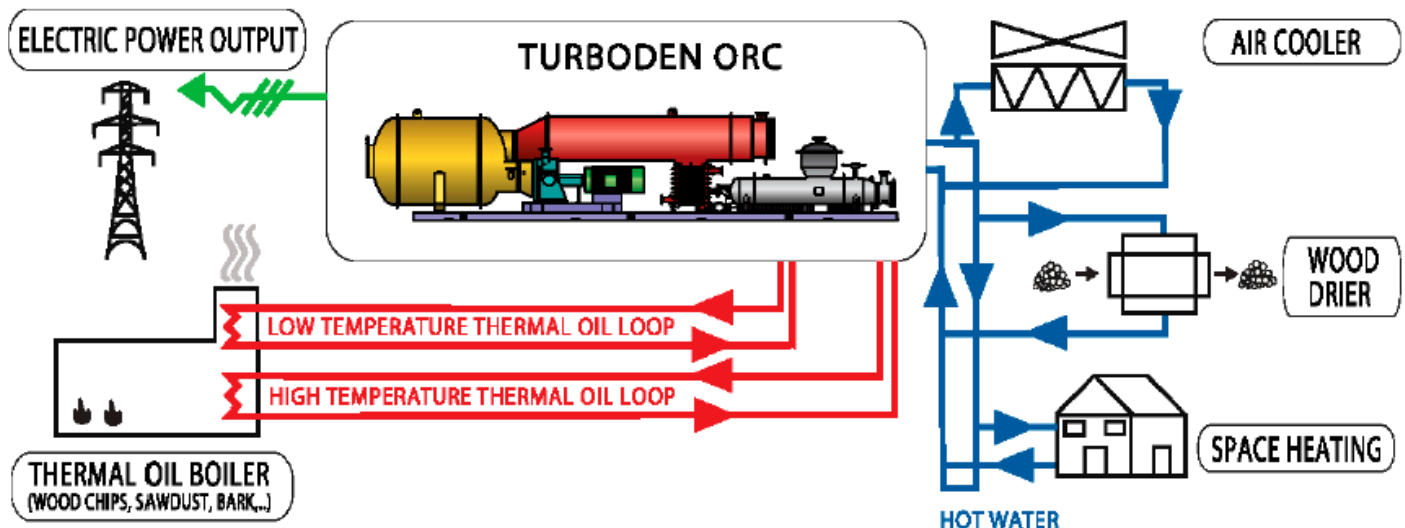 ELECTRIC POWER OUTPUT
TURBODEN ORC
AIR COOLER
WOOD
DRIER
LOW TEMPERATURE THERMAL OIL LOOP
HIGH TEMPERATURE THERMAL OIL LOOP
THERMAL OIL BOILER
(WOOD CHIPS, SAWDUST, BARK,..)
SPACE HEATING
HOT WATER